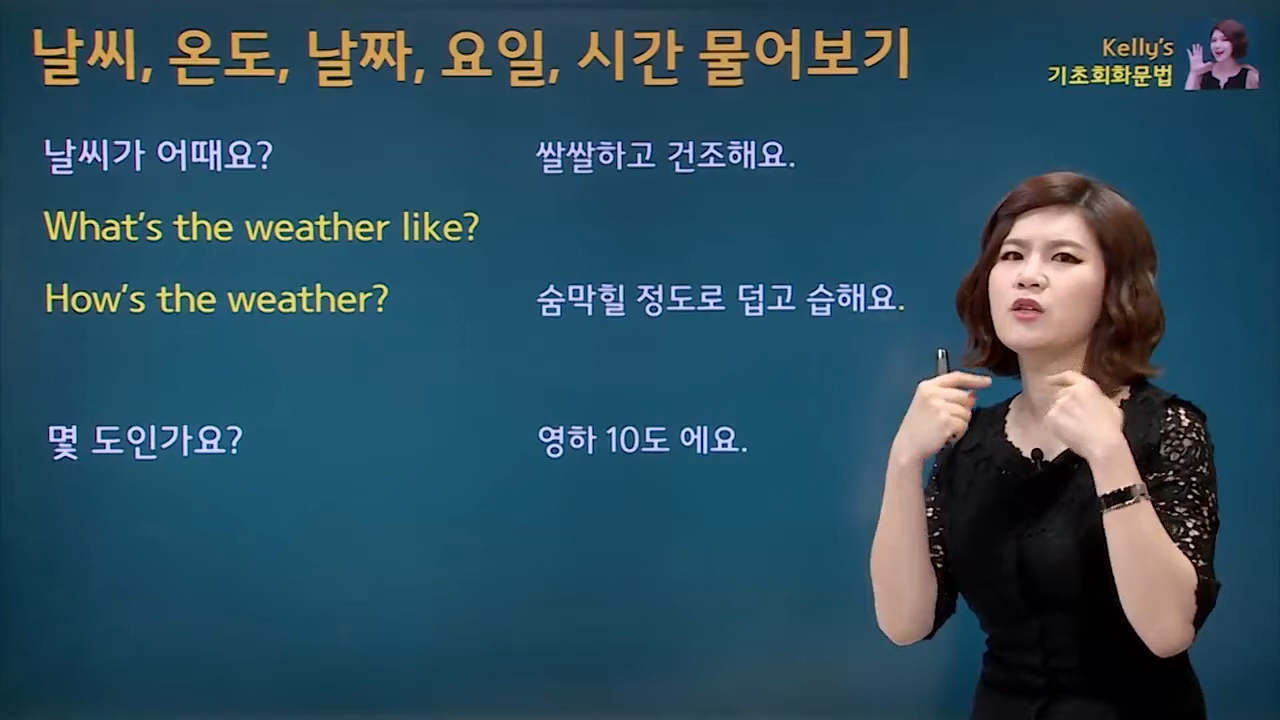 날씨, 온도, 날짜, 요일, 시간 물어보기
Kelly's
기초회화문법
날씨가 어때요?
쌀쌀하고 건조해요.
What's the weather like?
How's the weather?
숨막힐 정도로 덥고 습해요.
몇 도인가요?
영하 10도 에요.